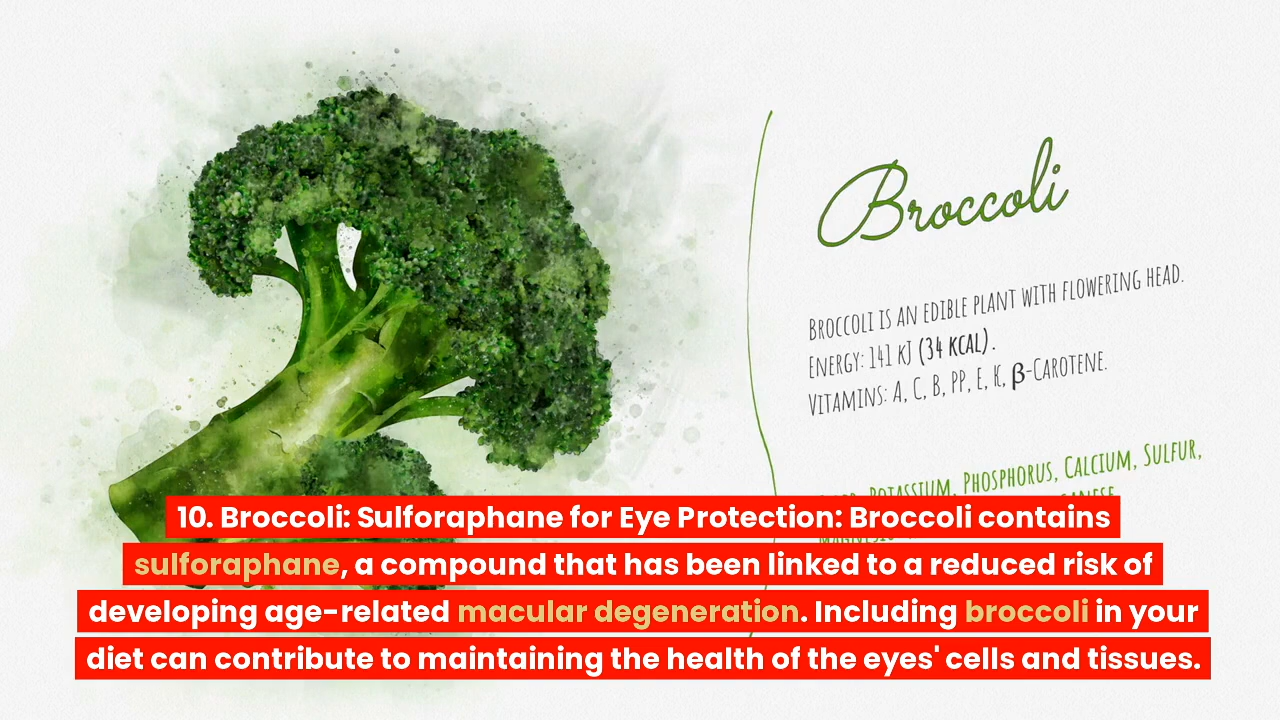 Broccoli
BROCCOLI IS AN EDIBLE PLANT WITH FLOWERING HEAD.
ENERGY: 141 KJ (34 KCAL).
VITAMINS: A, C, B, PP, E, K, β-CAROTENE.
POTASSIUM, PHOSPHORUS, CALCIUM, SULFUR,
10. Broccoli: Sulforaphane for Eye Protection: Broccoli contains
sulforaphane, a compound that has been linked to a reduced risk of
developing age-related macular degeneration. Including broccoli in your
diet can contribute to maintaining the health of the eyes' cells and tissues.